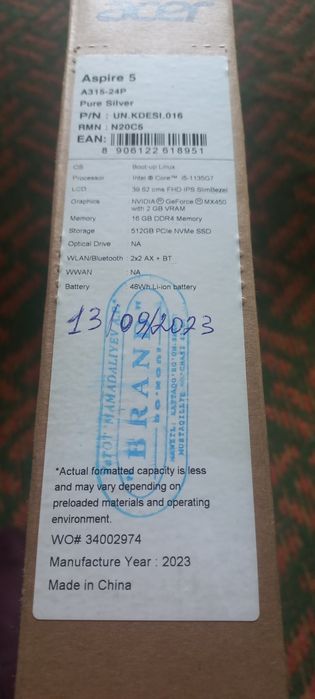 acer
Aspire 5
A315-24P
Pure Silver
P/N : UN.KDESI.016
RMN : N20C5
EAN:
8 906122 618951
OS Boot-up Linux
Processor Intel ® Core™ i5-1135G7
LCD 39.62 cms FHD IPS SlimBezel
Graphics NVIDIA® GeForce® MX450
with 2 GB VRAM
Memory 16 GB DDR4 Memory
Storage 512GB PCIe NVMe SSD
Optical Drive : NA
WLAN/Bluetooth : 2x2 AX + BT
WWAN : NA
Battery 48Wh Li-ion battery
13/09/2023
"BRAND"
*Actual formatted capacity is less
and may vary depending on
preloaded materials and operating
environment.
WO# 34002974
Manufacture Year : 2023
Made in China